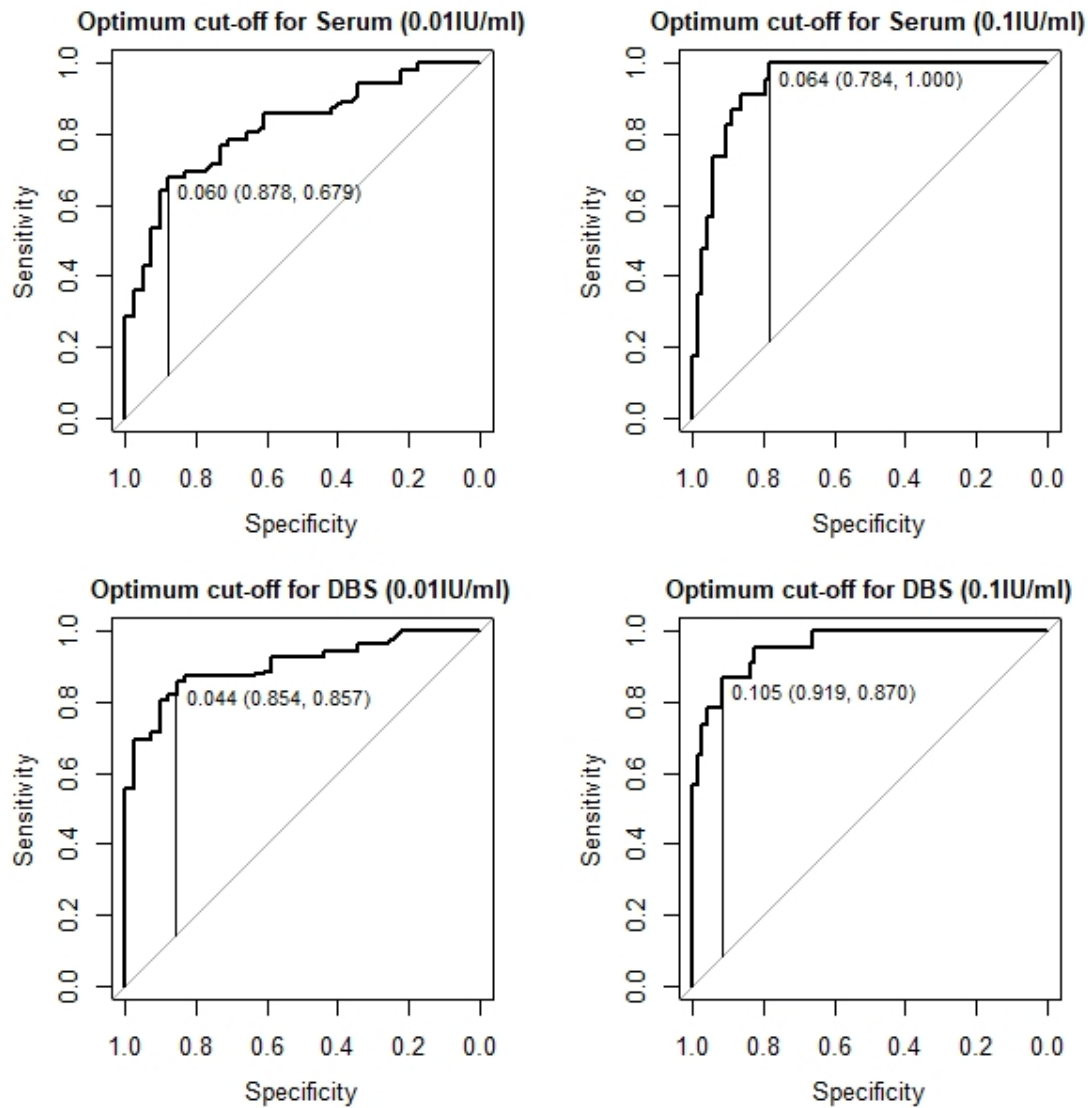 Optimum cut-off for Serum (0.01IU/ml)
Sensitivity
1.0
0.8
0.6
0.4
0.2
0.0
0.060 (0.878, 0.679)
1.0 0.8 0.6 0.4 0.2 0.0
Specificity
Optimum cut-off for Serum (0.1IU/ml)
Sensitivity
1.0
0.8
0.6
0.4
0.2
0.0
0.064 (0.784, 1.000)
1.0 0.8 0.6 0.4 0.2 0.0
Specificity
Optimum cut-off for DBS (0.01IU/ml)
Sensitivity
1.0
0.8
0.6
0.4
0.2
0.0
0.044 (0.854, 0.857)
1.0 0.8 0.6 0.4 0.2 0.0
Specificity
Optimum cut-off for DBS (0.1IU/ml)
Sensitivity
1.0
0.8
0.6
0.4
0.2
0.0
0.105 (0.919, 0.870)
1.0 0.8 0.6 0.4 0.2 0.0
Specificity